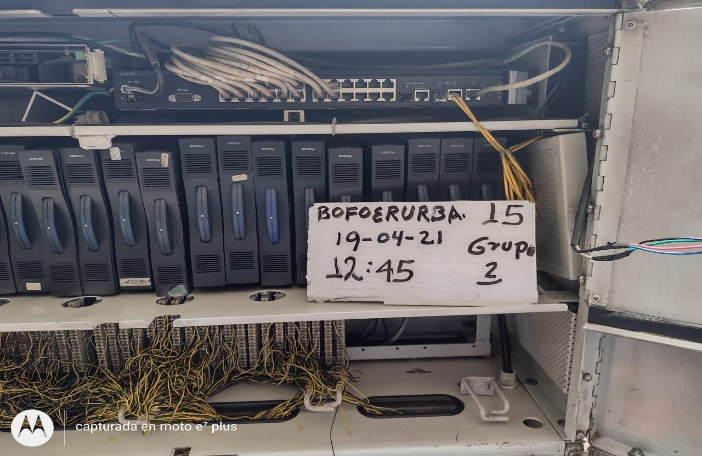 BOFOERURBA. 15
19-04-21 Grupo
12:45 2
capturada en moto e⁷ plus